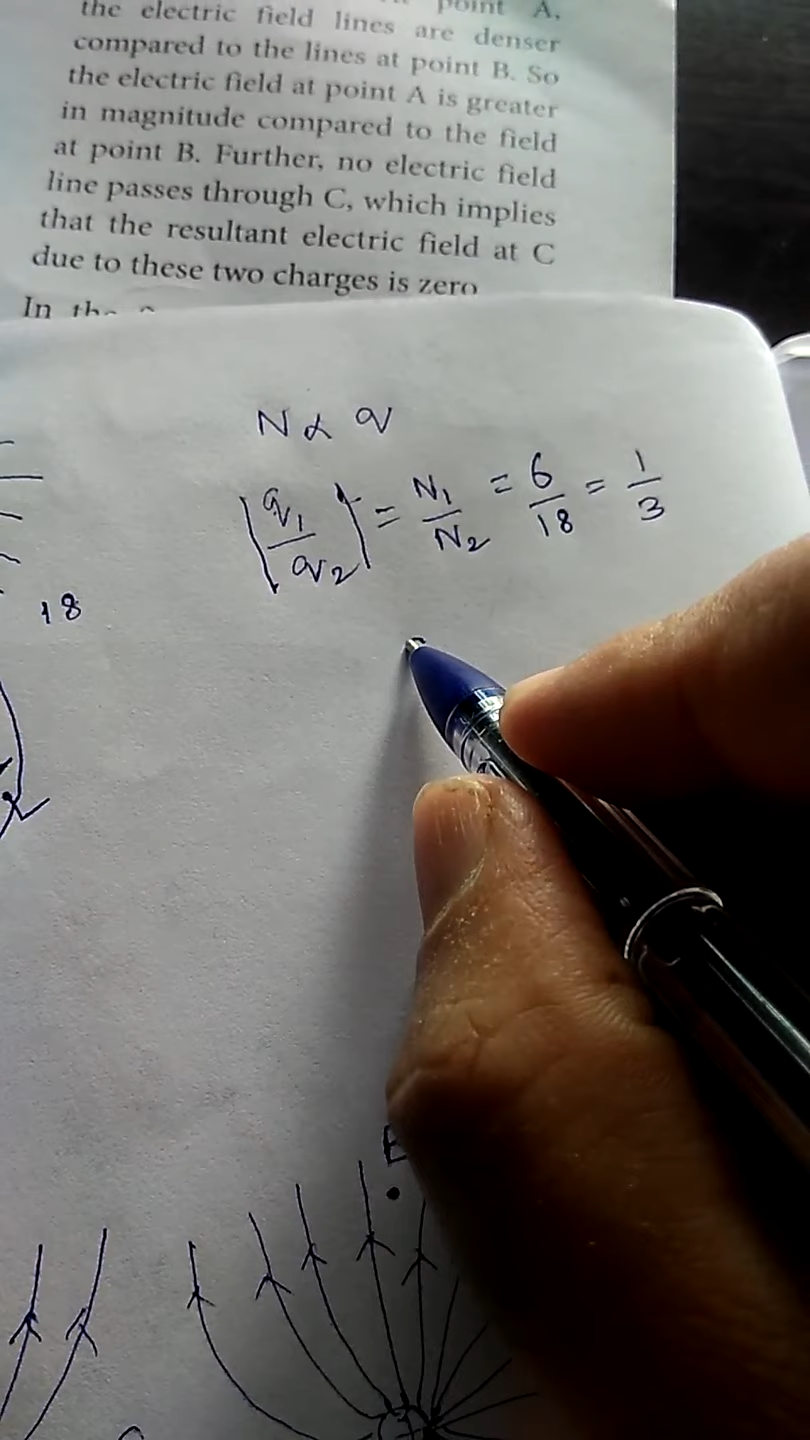 point A.
the electric field lines are denser
compared to the lines at point B. So
the electric field at point A is greater
in magnitude compared to the field
at point B. Further, no electric field
line passes through C, which implies
that the resultant electric field at C
due to these two charges is zero
In the
N α q
|q1/q2| = N1/N2 = 6/18 = 1/3
18